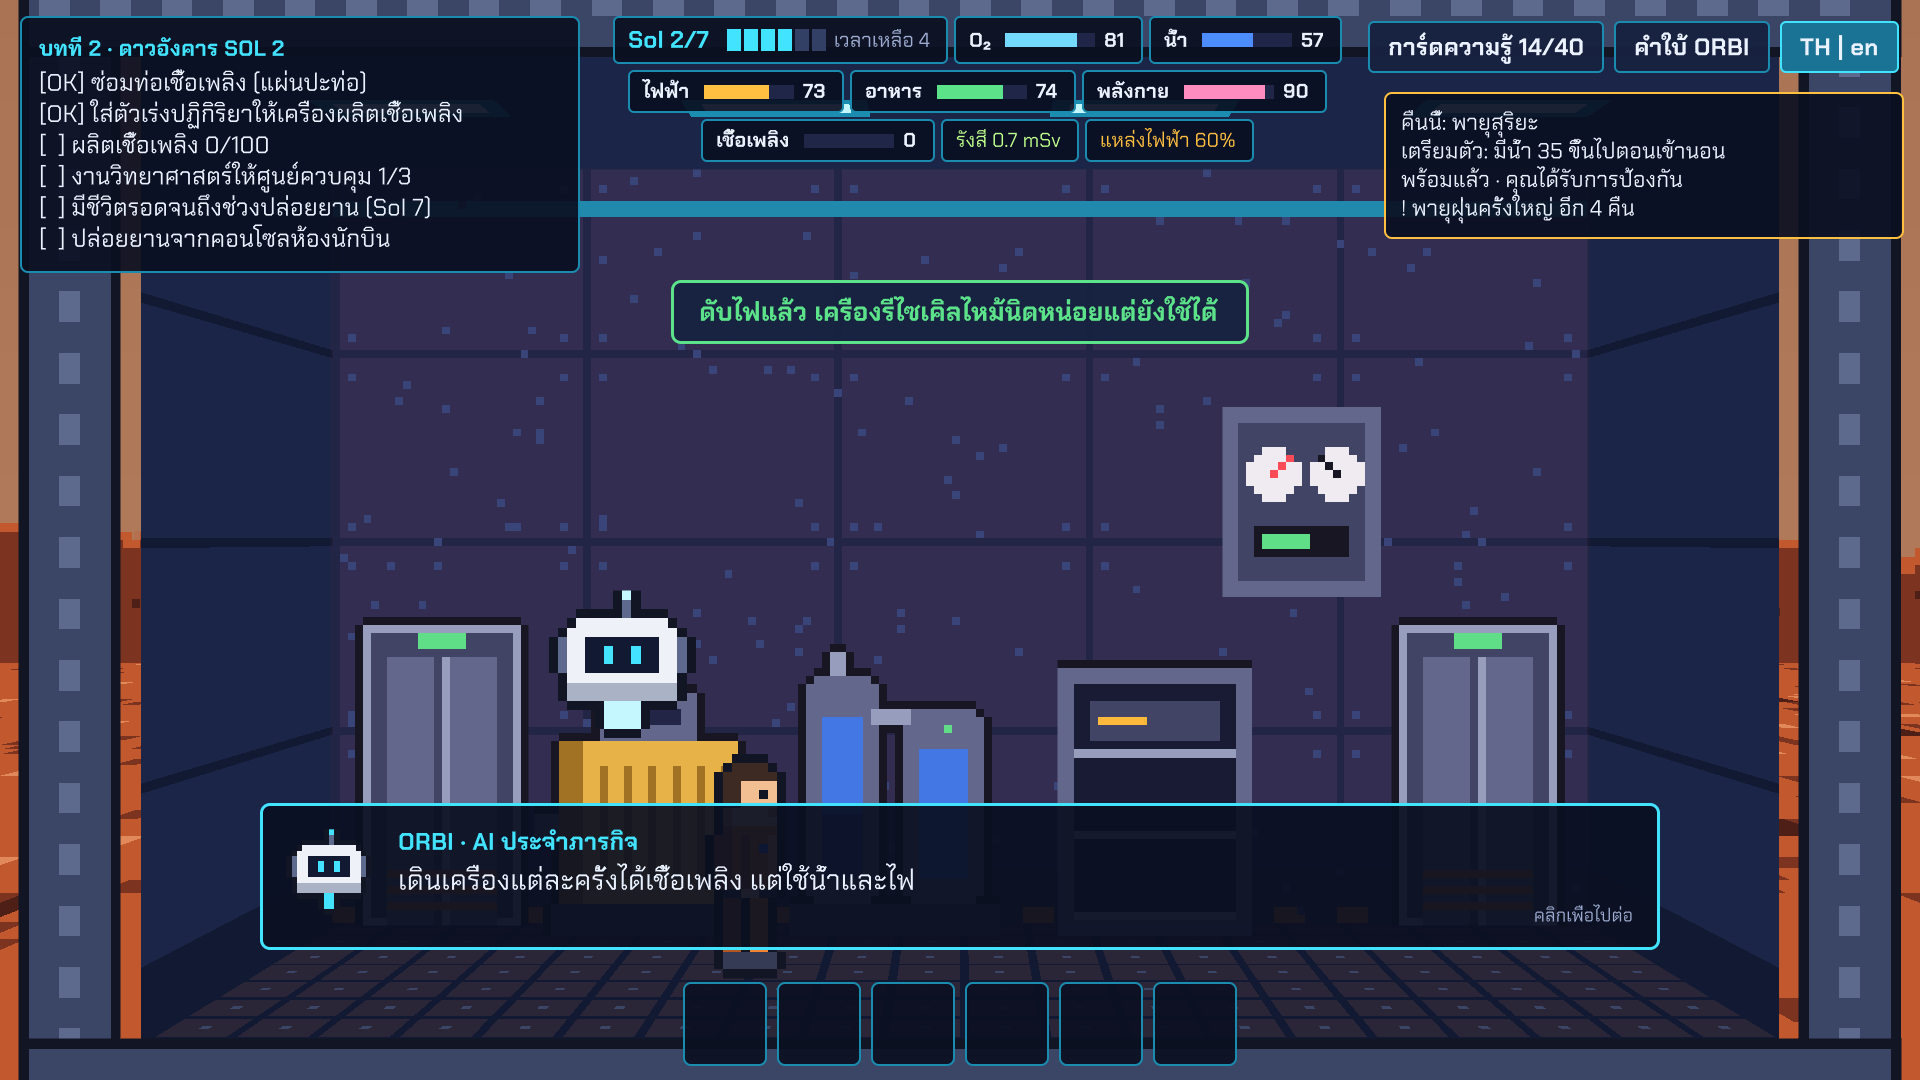 บทที่ 2 · ดาวอังคาร SOL 2
[OK] ซ่อมท่อเชื้อเพลิง (แผ่นปะท่อ)
[OK] ใส่ตัวเร่งปฏิกิริยาให้เครื่องผลิตเชื้อเพลิง
[ ] ผลิตเชื้อเพลิง 0/100
[ ] งานวิทยาศาสตร์ให้ศูนย์ควบคุม 1/3
[ ] มีชีวิตรอดจนถึงช่วงปล่อยยาน (Sol 7)
[ ] ปล่อยยานจากคอนโซลห้องนักบิน
Sol 2/7 เวลาเหลือ 4
O₂ 81
น้ำ 57
ไฟฟ้า 73
อาหาร 74
พลังกาย 90
เชื้อเพลิง 0
รังสี 0.7 mSv
แหล่งไฟฟ้า 60%
การ์ดความรู้ 14/40
คำใบ้ ORBI
TH | en
คืนนี้: พายุสุริยะ
เตรียมตัว: มีน้ำ 35 ขึ้นไปตอนเข้านอน
พร้อมแล้ว · คุณได้รับการป้องกัน
! พายุฝุ่นครั้งใหญ่ อีก 4 คืน
ดับไฟแล้ว เครื่องรีไซเคิลไหม้นิดหน่อยแต่ยังใช้ได้
ORBI · AI ประจำภารกิจ
เดินเครื่องแต่ละครั้งได้เชื้อเพลิง แต่ใช้น้ำและไฟ
คลิกเพื่อไปต่อ